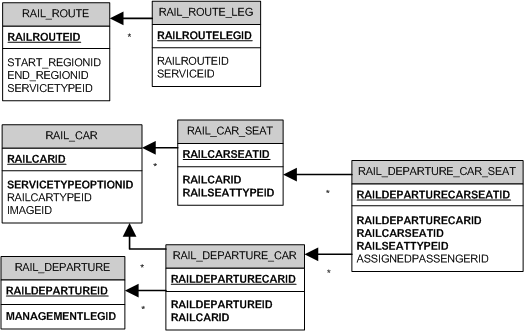 RAIL_ROUTE
RAILROUTEID
START_REGIONID
END_REGIONID
SERVICETYPEID
*
RAIL_ROUTE_LEG
RAILROUTELEGID
RAILROUTEID
SERVICEID
RAIL_CAR
RAILCARID
SERVICETYPEOPTIONID
RAILCARTYPEID
IMAGEID
*
RAIL_CAR_SEAT
RAILCARSEATID
RAILCARID
RAILSEATTYPEID
*
RAIL_DEPARTURE_CAR_SEAT
RAILDEPARTURECARSEATID
RAILDEPARTURECARID
RAILCARSEATID
RAILSEATTYPEID
ASSIGNEDPASSENGERID
RAIL_DEPARTURE
RAILDEPARTUREID
MANAGEMENTLEGID
*
*
RAIL_DEPARTURE_CAR
RAILDEPARTURECARID
RAILDEPARTUREID
RAILCARID
*